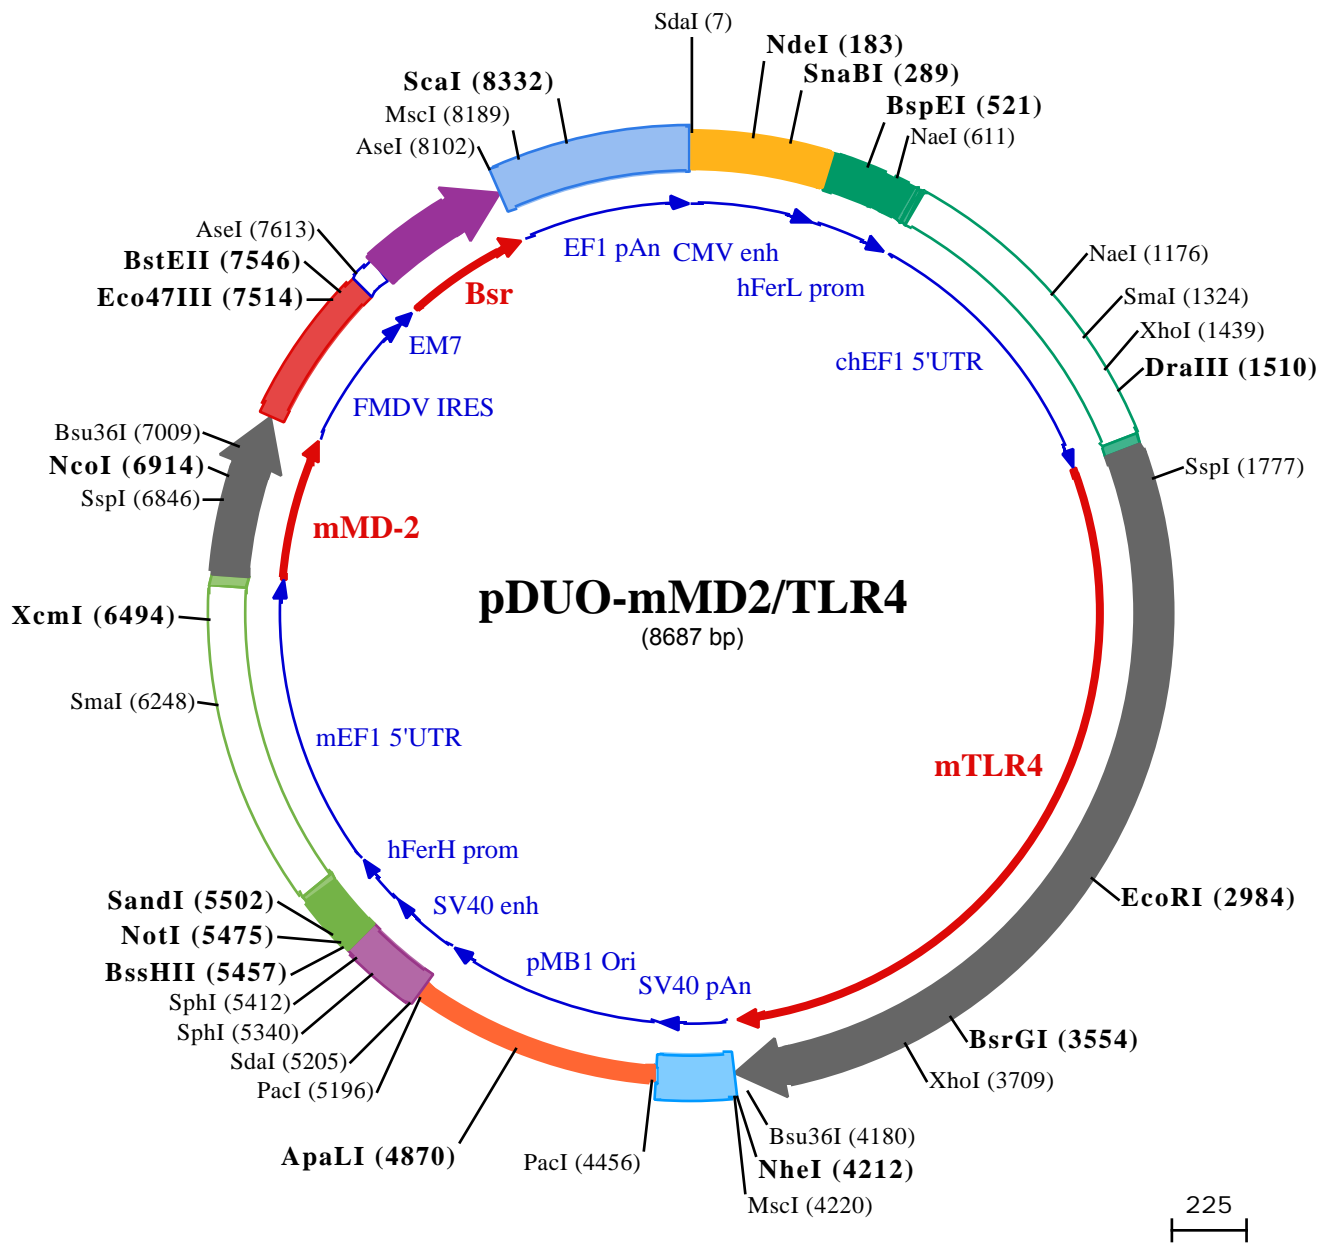 SdaI (7)
NdeI (183)
SnaBI (289)
BspEI (521)
NaeI (611)
ScaI (8332)
MscI (8189)
AseI (8102)
AseI (7613)
BstEII (7546)
Eco47III (7514)
EF1 pAn
CMV enh
hFerL prom
Bsr
EM7
chEF1 5'UTR
FMDV IRES
NaeI (1176)
SmaI (1324)
XhoI (1439)
DraIII (1510)
Bsu36I (7009)
NcoI (6914)
SspI (6846)
SspI (1777)
mMD-2
pDUO-mMD2/TLR4
(8687 bp)
XcmI (6494)
SmaI (6248)
mEF1 5'UTR
mTLR4
hFerH prom
SV40 enh
pMB1 Ori
SV40 pAn
SandI (5502)
NotI (5475)
BssHII (5457)
SphI (5412)
SphI (5340)
SdaI (5205)
PacI (5196)
EcoRI (2984)
BsrGI (3554)
XhoI (3709)
ApaLI (4870)
PacI (4456)
Bsu36I (4180)
NheI (4212)
MscI (4220)
225